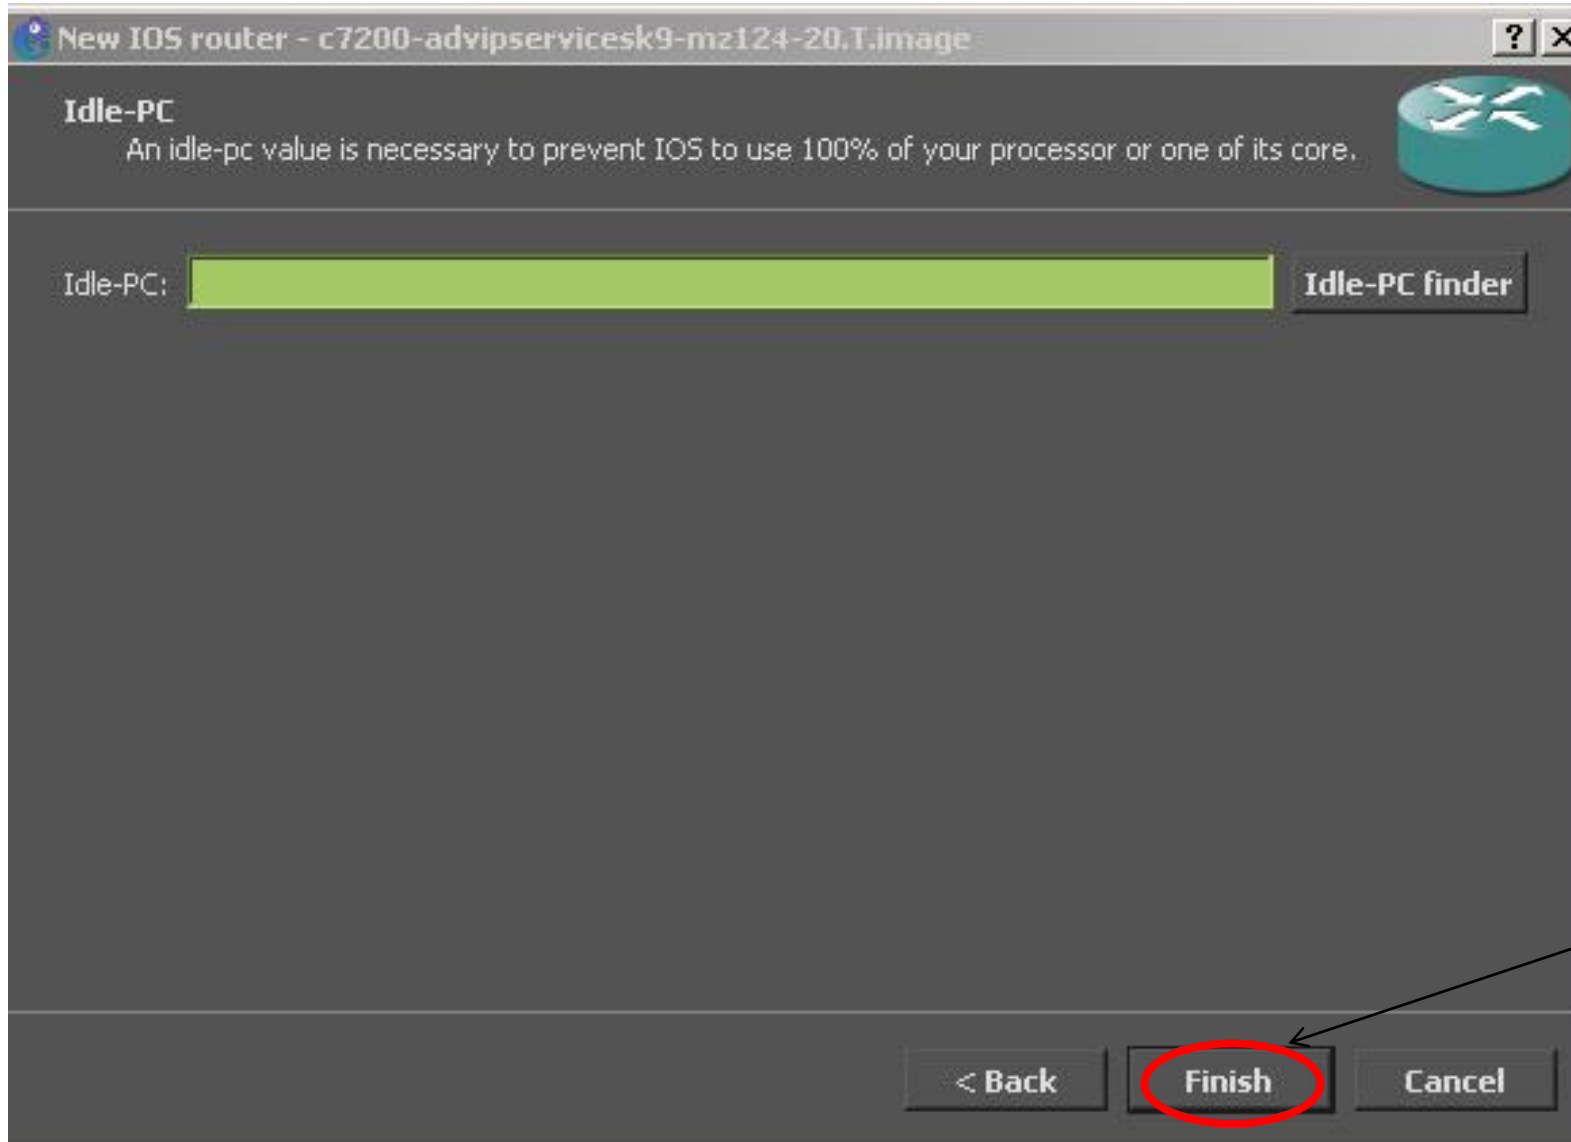 New IOS router - c7200-advipservicesk9-mz124-20.T.image
Idle-PC
An idle-pc value is necessary to prevent IOS to use 100% of your processor or one of its core.
Idle-PC: Idle-PC finder
< Back Finish Cancel